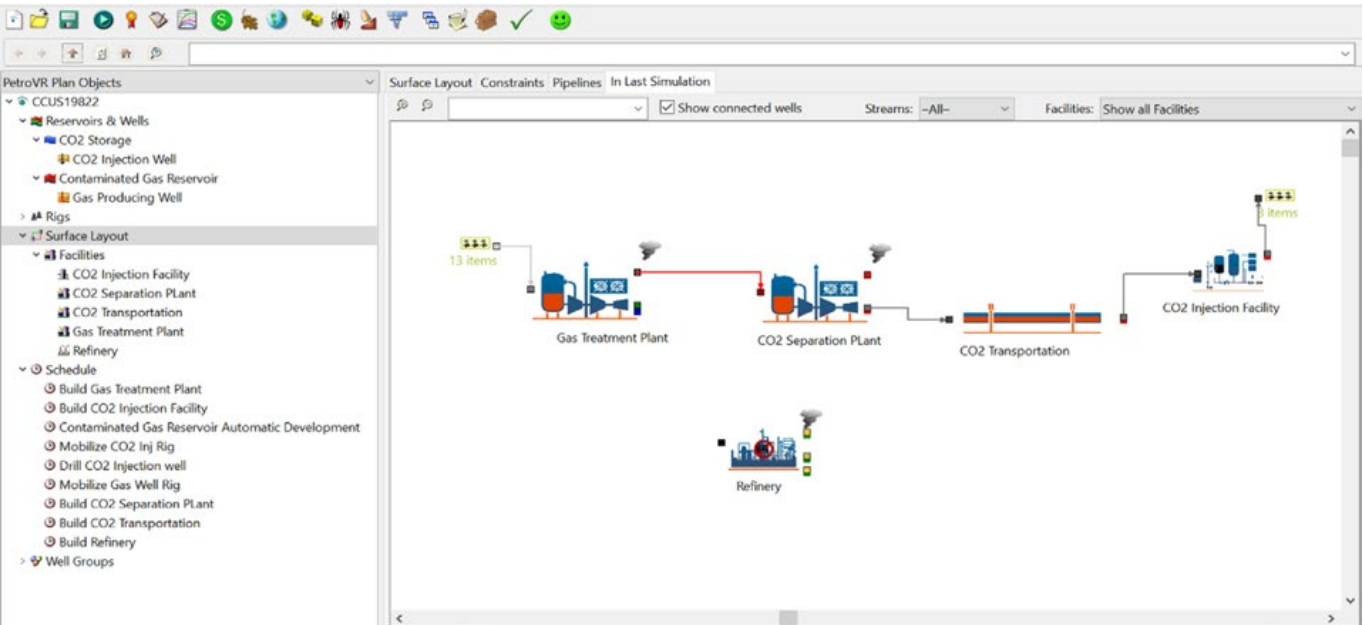 PetroVR Plan Objects
CCUS19822
Reservoirs & Wells
CO2 Storage
CO2 Injection Well
Contaminated Gas Reservoir
Gas Producing Well
Rigs
Surface Layout
Facilities
CO2 Injection Facility
CO2 Separation PLant
CO2 Transportation
Gas Treatment Plant
Refinery
Schedule
Build Gas Treatment Plant
Build CO2 Injection Facility
Contaminated Gas Reservoir Automatic Development
Mobilize CO2 Inj Rig
Drill CO2 Injection well
Mobilize Gas Well Rig
Build CO2 Separation PLant
Build CO2 Transportation
Build Refinery
Well Groups
Surface Layout Constraints Pipelines In Last Simulation
Show connected wells Streams: --All-- Facilities: Show all Facilities
3 items
13 items
CO2 Injection Facility
Gas Treatment Plant
CO2 Separation PLant
CO2 Transportation
Refinery